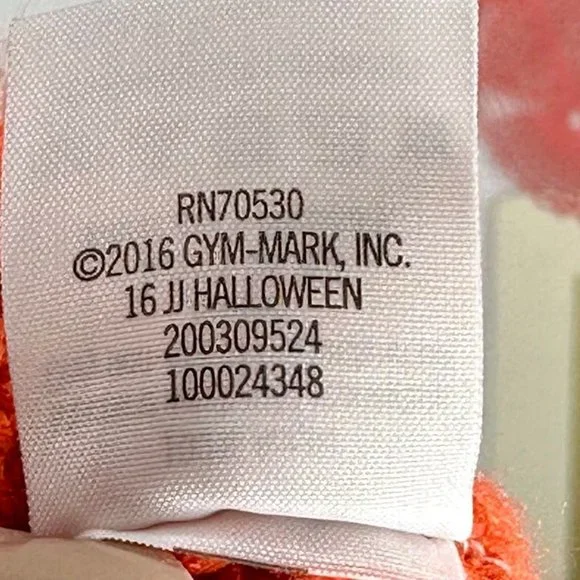 RN70530
©2016 GYM-MARK, INC.
16 JJ HALLOWEEN
200309524
100024348